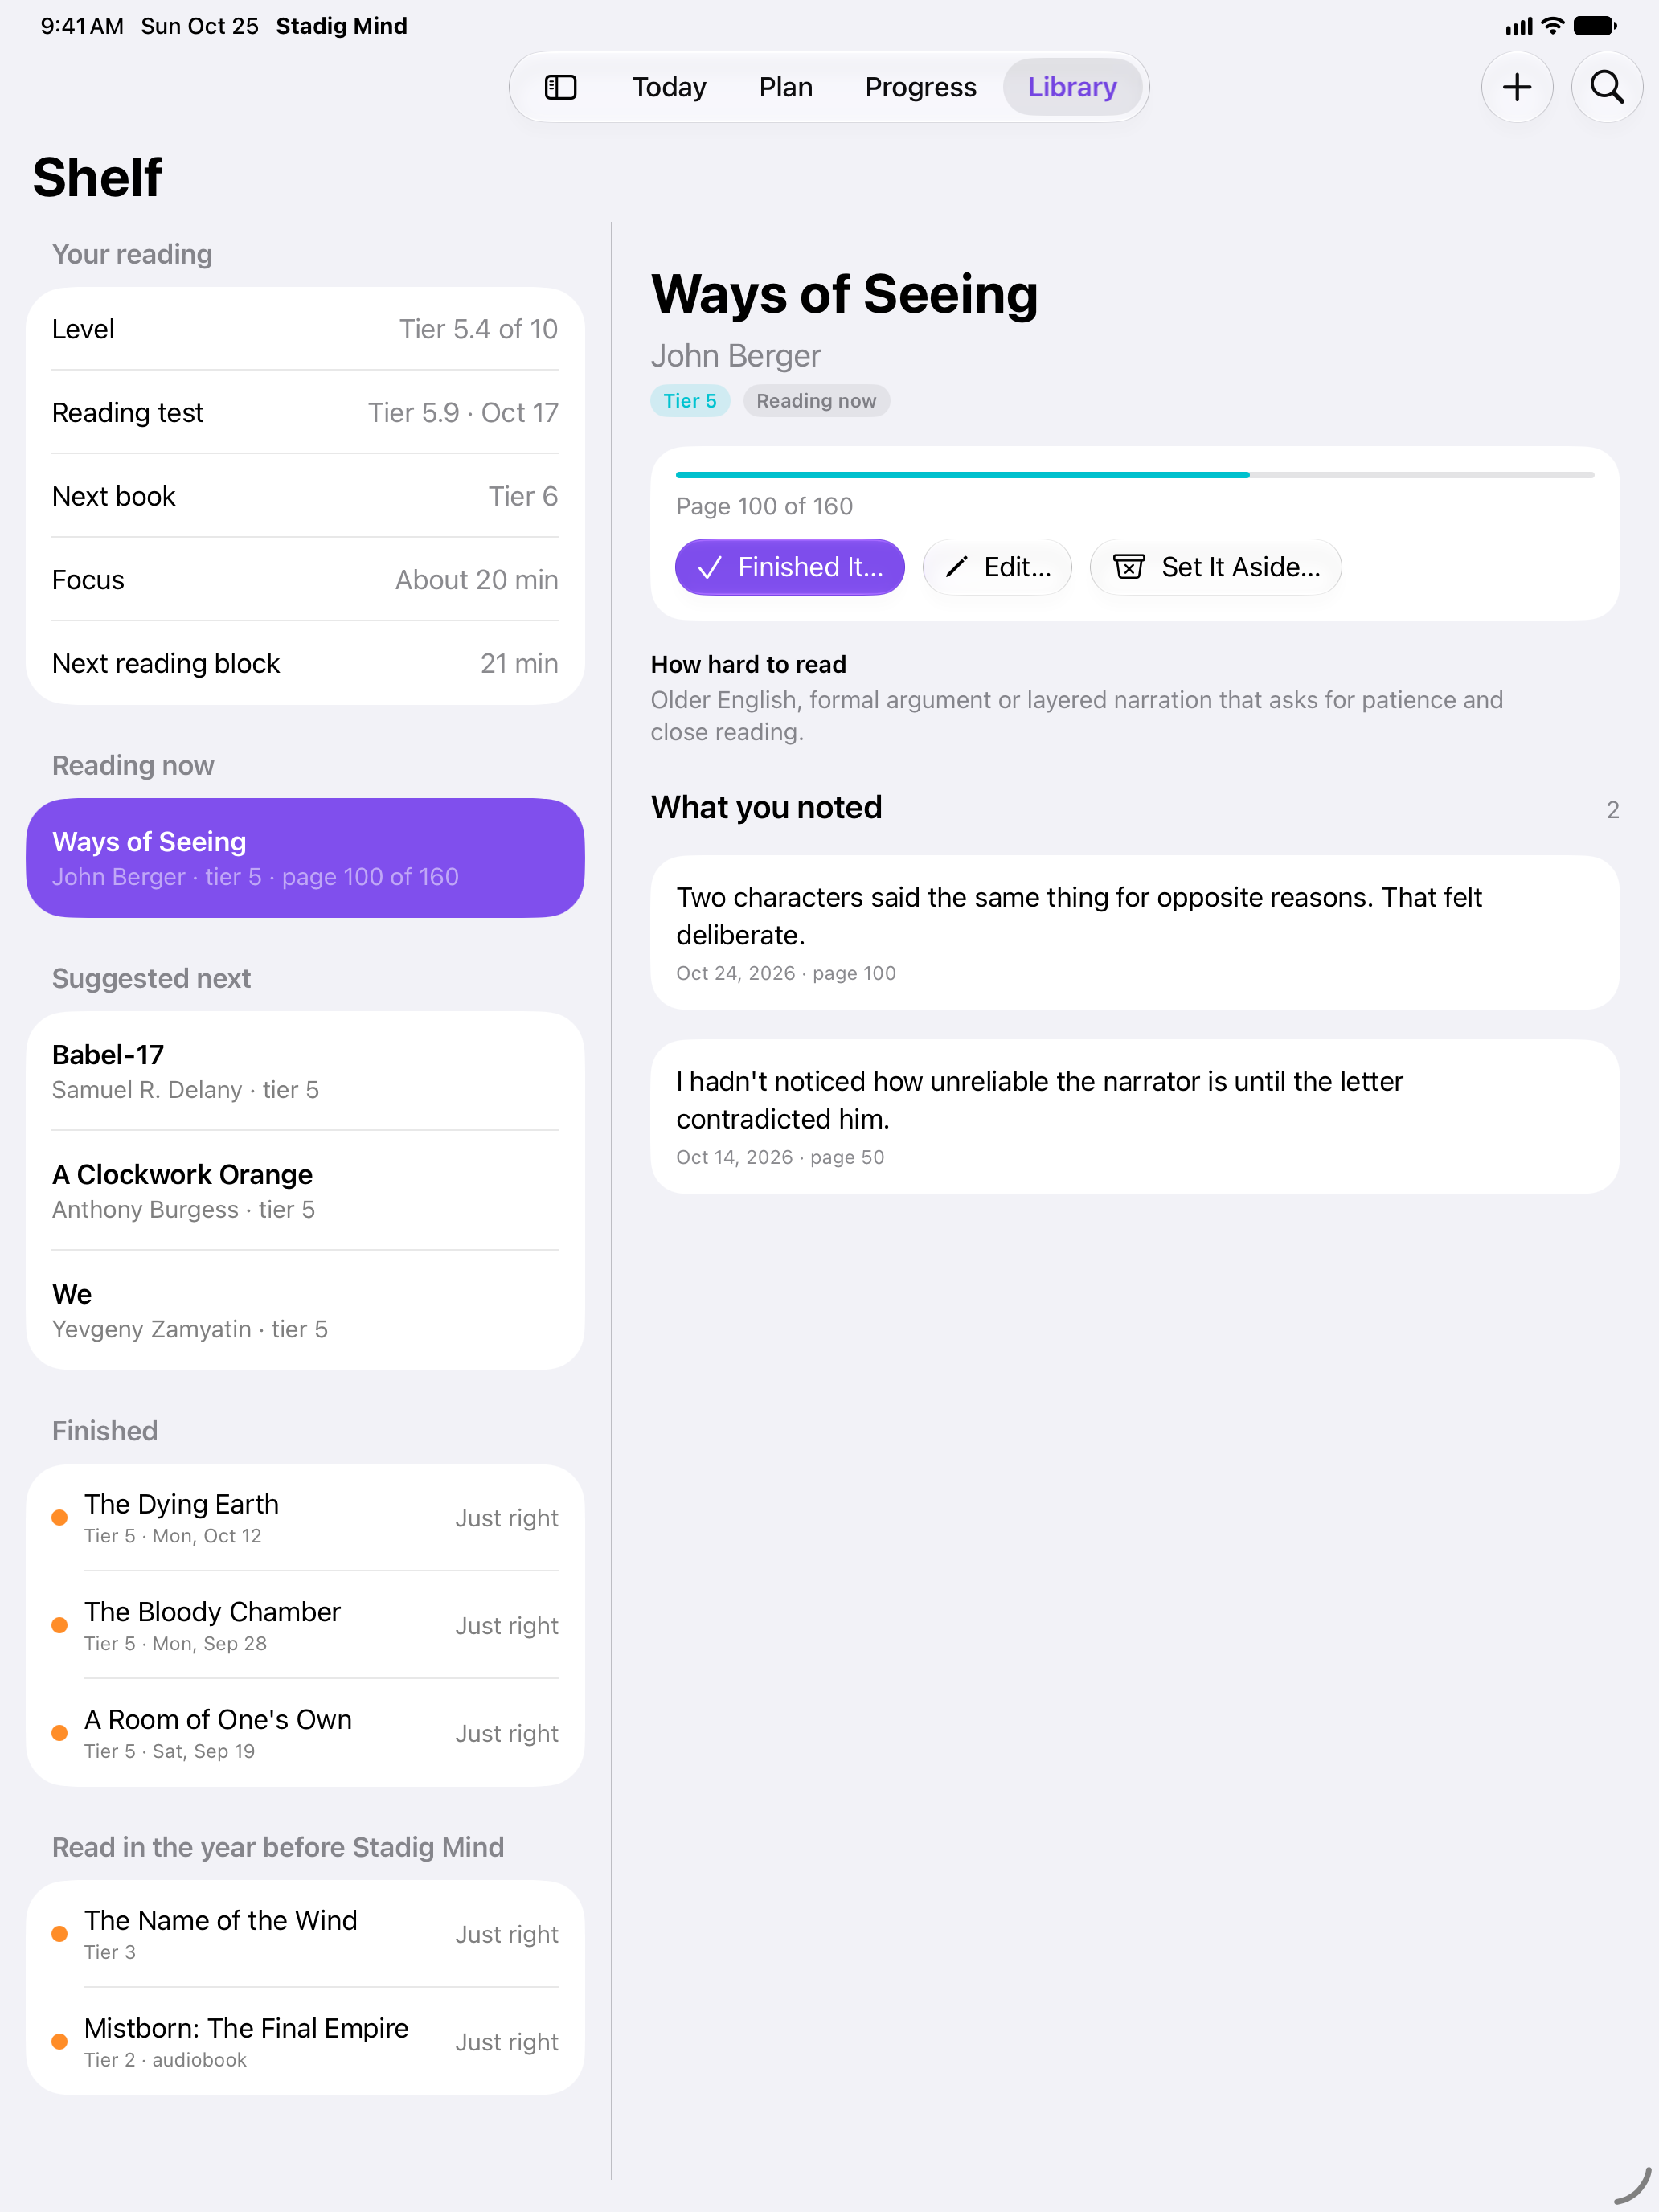 9:41 AM Sun Oct 25 Stadig Mind
Today Plan Progress Library
Shelf
Your reading
Level Tier 5.4 of 10
Reading test Tier 5.9 · Oct 17
Next book Tier 6
Focus About 20 min
Next reading block 21 min
Reading now
Ways of Seeing
John Berger · tier 5 · page 100 of 160
Suggested next
Babel-17
Samuel R. Delany · tier 5
A Clockwork Orange
Anthony Burgess · tier 5
We
Yevgeny Zamyatin · tier 5
Finished
The Dying Earth
Tier 5 · Mon, Oct 12
Just right
The Bloody Chamber
Tier 5 · Mon, Sep 28
Just right
A Room of One's Own
Tier 5 · Sat, Sep 19
Just right
Read in the year before Stadig Mind
The Name of the Wind
Tier 3
Just right
Mistborn: The Final Empire
Tier 2 · audiobook
Just right
Ways of Seeing
John Berger
Tier 5 Reading now
Page 100 of 160
Finished It... Edit... Set It Aside...
How hard to read
Older English, formal argument or layered narration that asks for patience and
close reading.
What you noted 2
Two characters said the same thing for opposite reasons. That felt
deliberate.
Oct 24, 2026 · page 100
I hadn't noticed how unreliable the narrator is until the letter
contradicted him.
Oct 14, 2026 · page 50